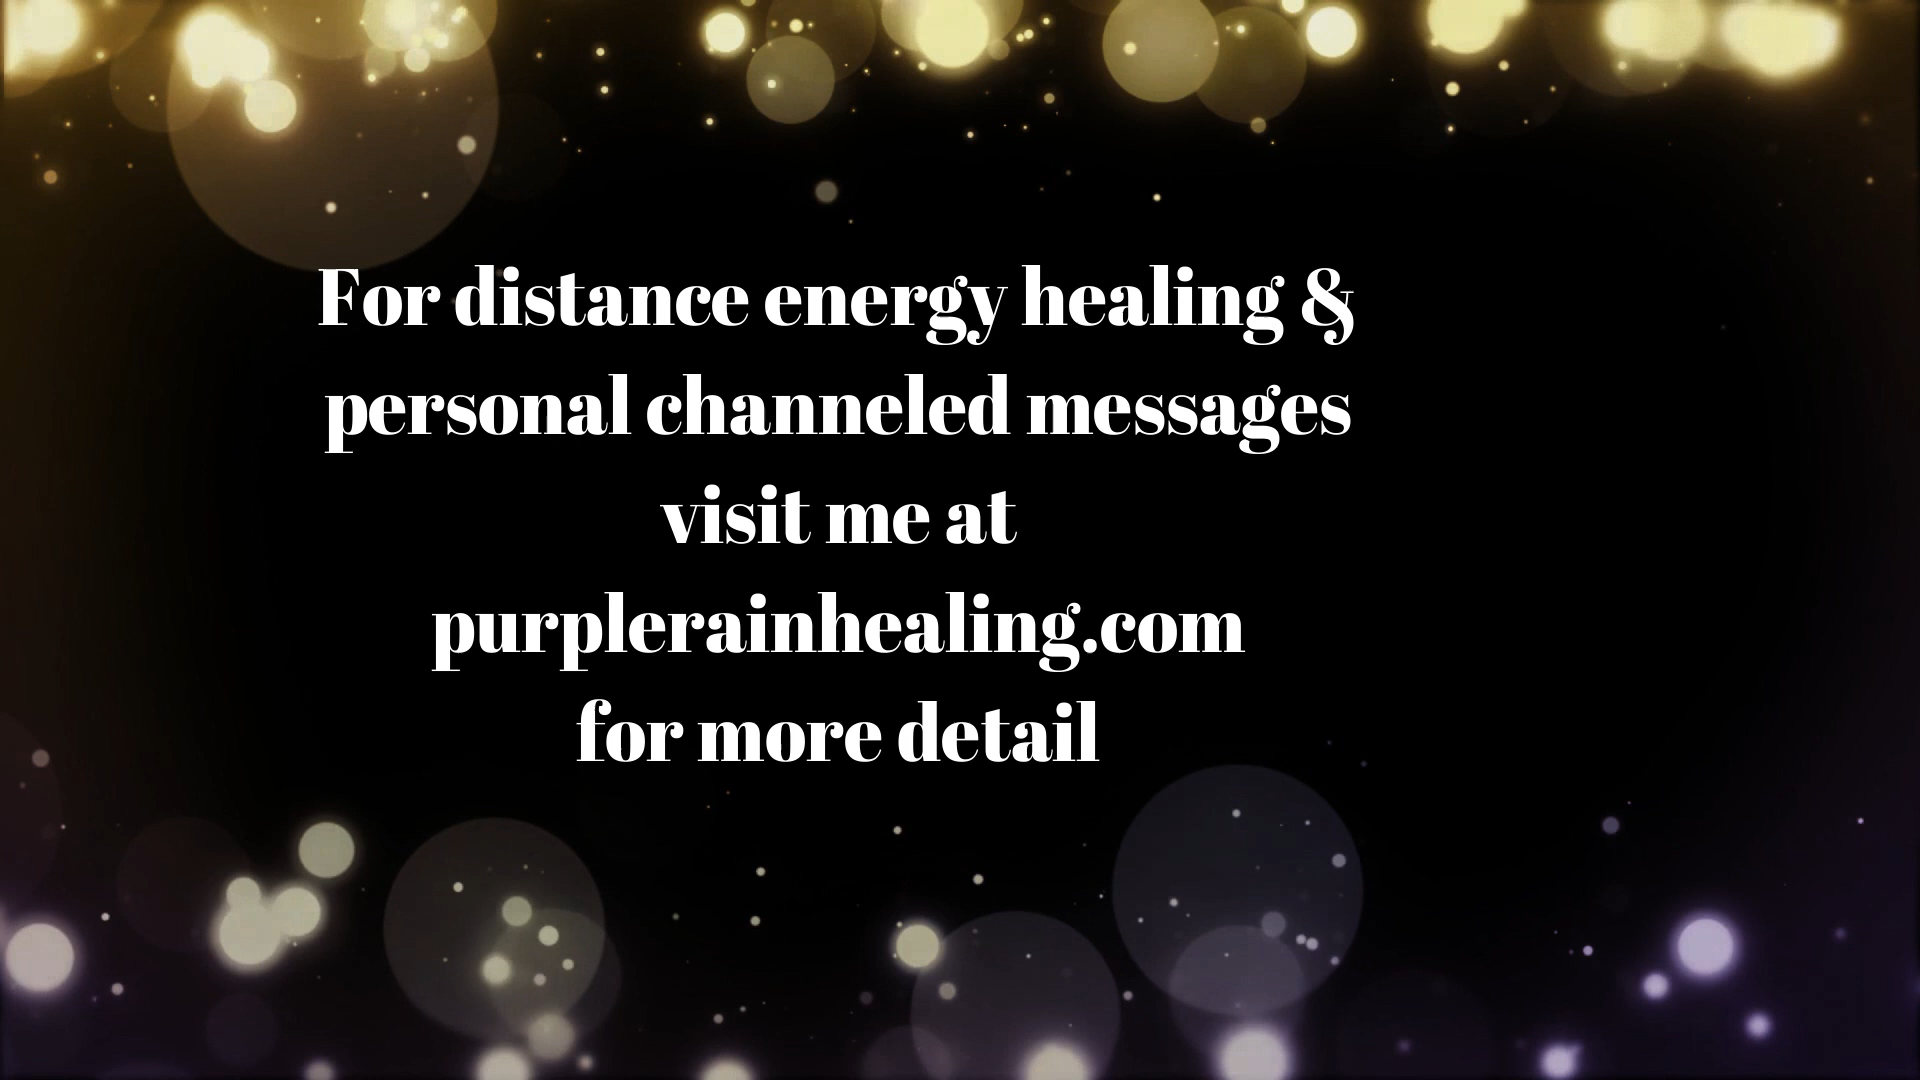 For distance energy healing &
personal channeled messages
visit me at
purplerainhealing.com
for more detail